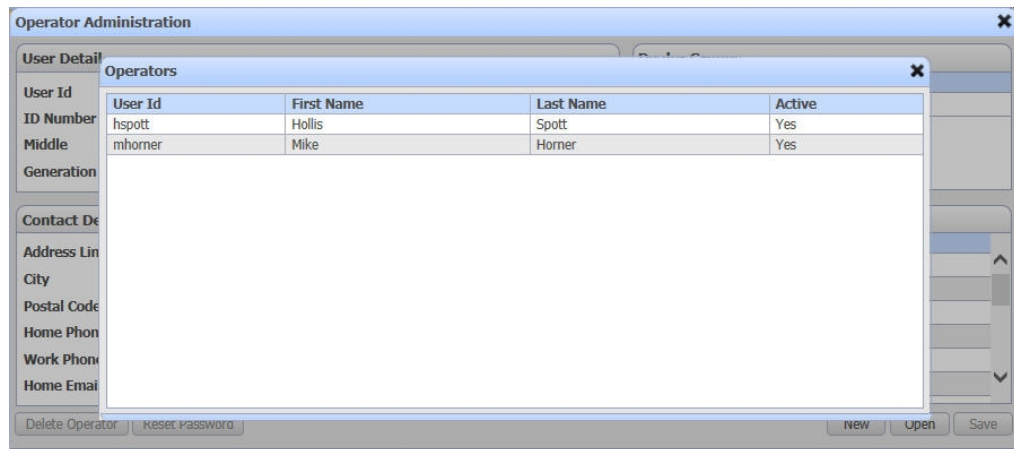 Operator Administration
User Detail
Operators
User Id First Name Last Name Active
hspott Hollis Spott Yes
mhorner Mike Horner Yes
User Id
ID Number
Middle
Generation
Contact De
Address Lin
City
Postal Code
Home Phon
Work Phon
Home Emai
Delete Operator Reset Password New Open Save